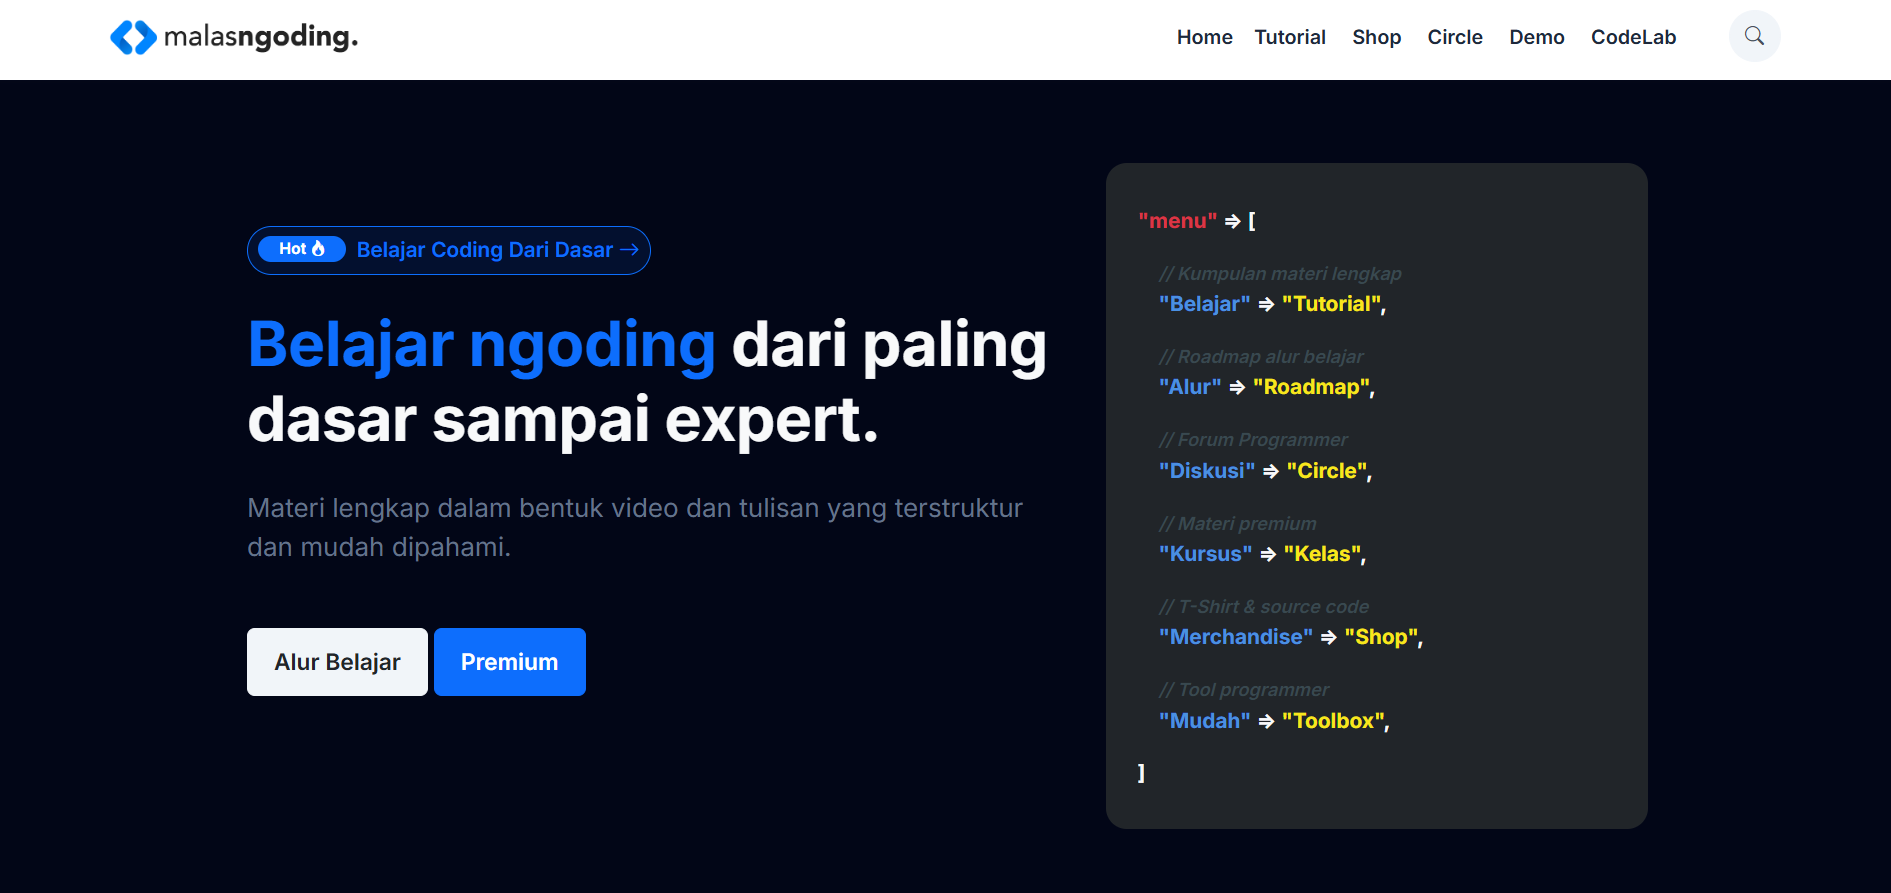 malasngoding.
Home Tutorial Shop Circle Demo CodeLab
Hot Belajar Coding Dari Dasar →
Belajar ngoding dari paling
dasar sampai expert.
Materi lengkap dalam bentuk video dan tulisan yang terstruktur
dan mudah dipahami.
Alur Belajar Premium
"menu" => [
// Kumpulan materi lengkap
"Belajar" => "Tutorial",
// Roadmap alur belajar
"Alur" => "Roadmap",
// Forum Programmer
"Diskusi" => "Circle",
// Materi premium
"Kursus" => "Kelas",
// T-Shirt & source code
"Merchandise" => "Shop",
// Tool programmer
"Mudah" => "Toolbox",
]